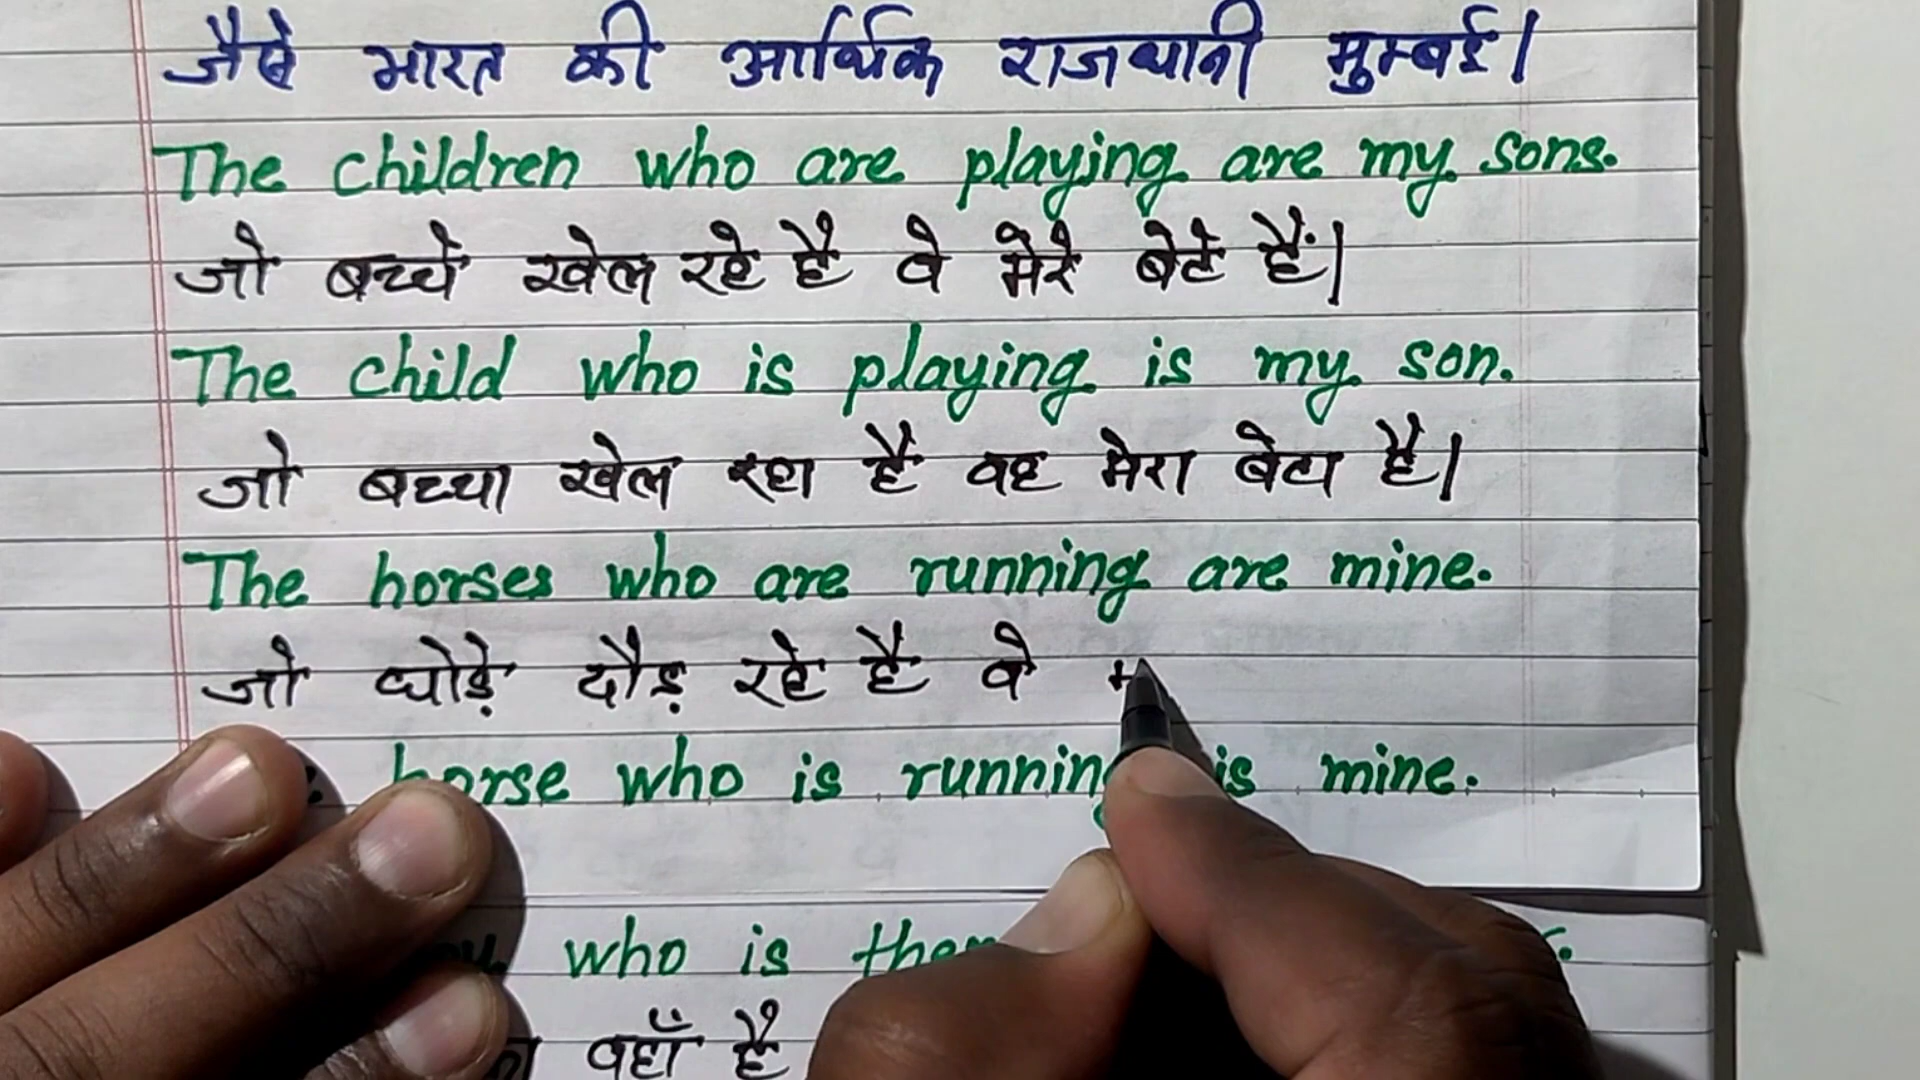 जैसे भारत की आर्थिक राजधानी मुम्बई।
The children who are playing are my sons.
जो बच्चे खेल रहे है वे मेरे बेटे हैं।
The child who is playing is my son.
जो बच्चा खेल रहा है वह मेरा बेटा है।
The horses who are running are mine.
जो घोड़े दौड़ रहे है वे
horse who is running is mine.
who is
वहाँ है